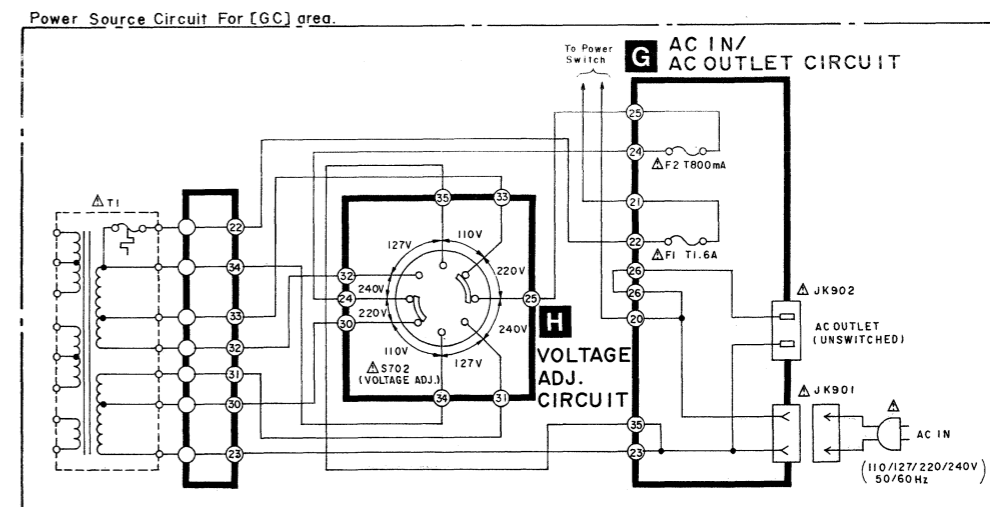 Power Source Circuit For [GC] area.
To Power
Switch
G
AC IN/
AC OUTLET CIRCUIT
25
24
⚠F2 T800mA
21
22
⚠F1 T1.6A
26
26
20
⚠ JK902
AC OUTLET
(UNSWITCHED)
⚠ JK901
⚠
AC IN
(110/127/220/240V
50/60Hz)
35
23
⚠T1
22
34
33
32
31
30
23
35
33
127V
110V
32
220V
240V
24
25
220V
30
240V
110V
127V
⚠S702
(VOLTAGE ADJ.)
34
31
H
VOLTAGE
ADJ.
CIRCUIT